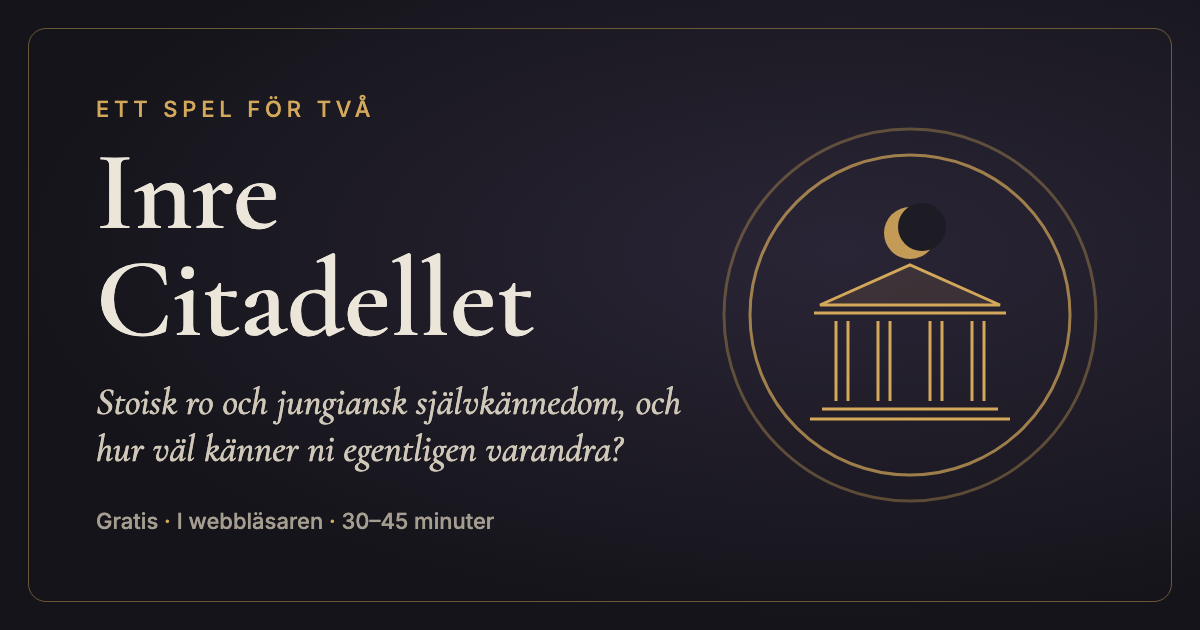 ETT SPEL FÖR TVÅ
Inre
Citadellet
Stoisk ro och jungiansk självkännedom, och
hur väl känner ni egentligen varandra?
Gratis · I webbläsaren · 30–45 minuter